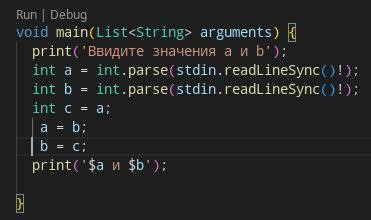 Run | Debug
void main(List<String> arguments) {
print('Ввидите значения a и b');
int a = int.parse(stdin.readLineSync()!);
int b = int.parse(stdin.readLineSync()!);
int c = a;
a = b;
b = c;
print('$a и $b');
}